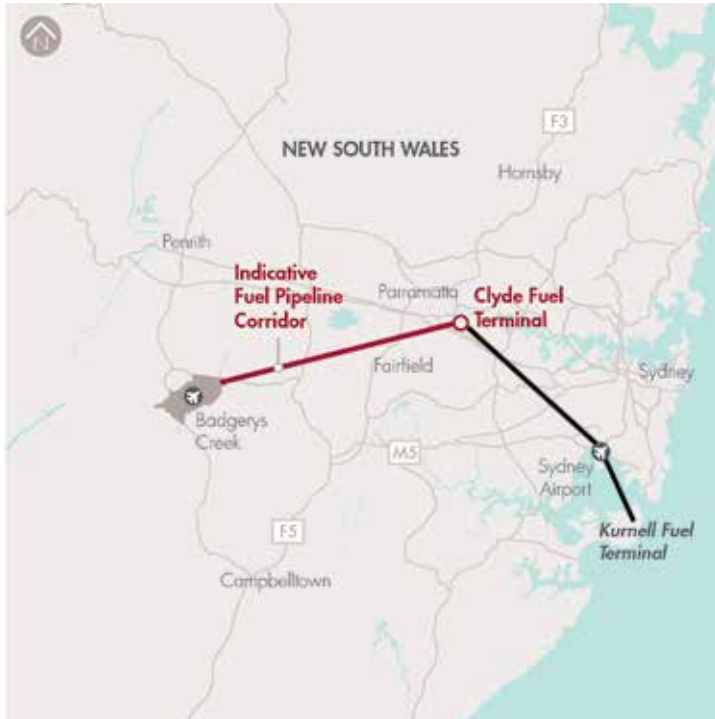 N
F3
NEW SOUTH WALES
Hornsby
Penrith
Indicative
Fuel Pipeline
Corridor
Parramatta
Clyde Fuel
Terminal
Fairfield
Sydney
Badgerys
Creek
M5
Sydney
Airport
F5
Kurnell Fuel
Terminal
Campbelltown